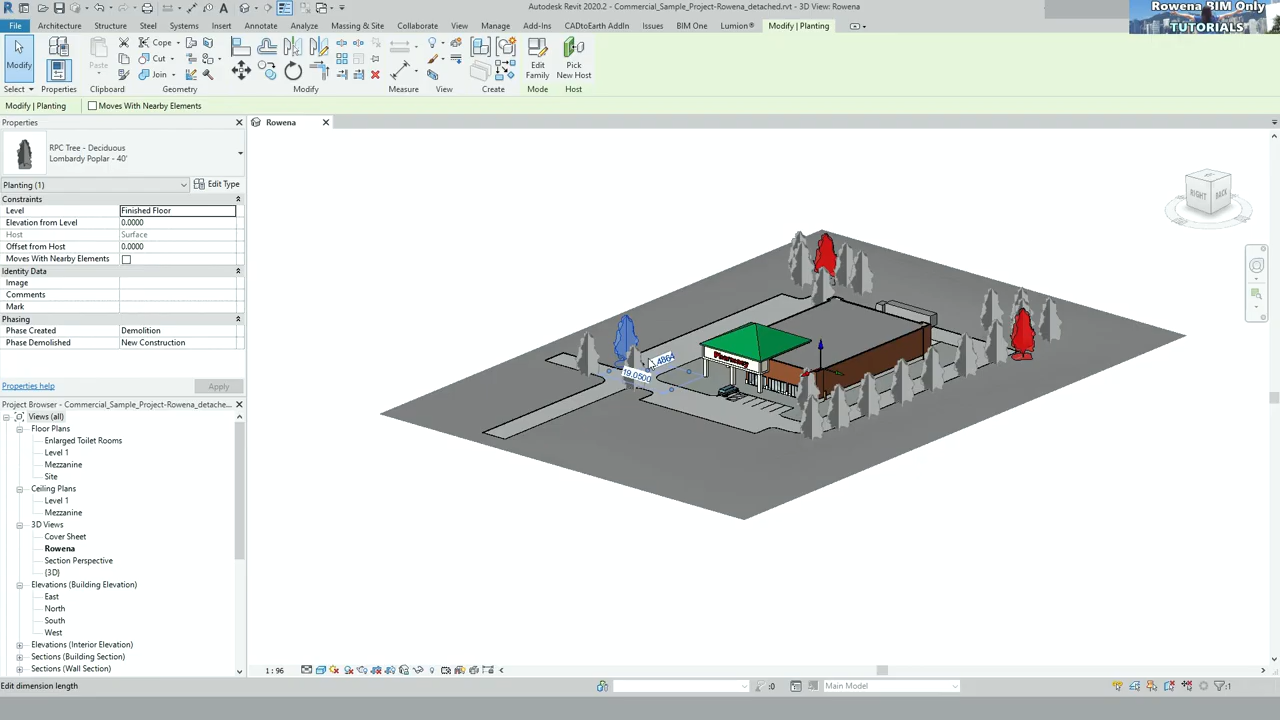 Autodesk Revit 2020.2 - Commercial_Sample_Project-Rowena_detached.rvt - 3D View: Rowena
Rowena BIM Only
TUTORIALS
File Architecture Structure Steel Systems Insert Annotate Analyze Massing & Site Collaborate View Manage Add-Ins CADtoEarth AddIn Issues BIM One Lumion® Modify | Planting
Modify
Properties
Paste
Cope
Cut
Join
Edit
Family
Pick
New Host
Select Properties Clipboard Geometry Modify Measure View Create Mode Host
Modify | Planting Moves With Nearby Elements
Properties
Rowena
RPC Tree - Deciduous
Lombardy Poplar - 40'
Planting (1) Edit Type
Constraints
Level Finished Floor
Elevation from Level 0.0000
Host Surface
Offset from Host 0.0000
Moves With Nearby Elements
Identity Data
Image
Comments
Mark
Phasing
Phase Created Demolition
Phase Demolished New Construction
Properties help Apply
Project Browser - Commercial_Sample_Project-Rowena_detache...
Views (all)
Floor Plans
Enlarged Toilet Rooms
Level 1
Mezzanine
Site
Ceiling Plans
Level 1
Mezzanine
3D Views
Cover Sheet
Rowena
Section Perspective
{3D}
Elevations (Building Elevation)
East
North
South
West
Elevations (Interior Elevation)
Sections (Building Section)
Sections (Wall Section)
RIGHT BACK
Pharmacy
19.0500
1 : 96
Edit dimension length
:0
Main Model
:1